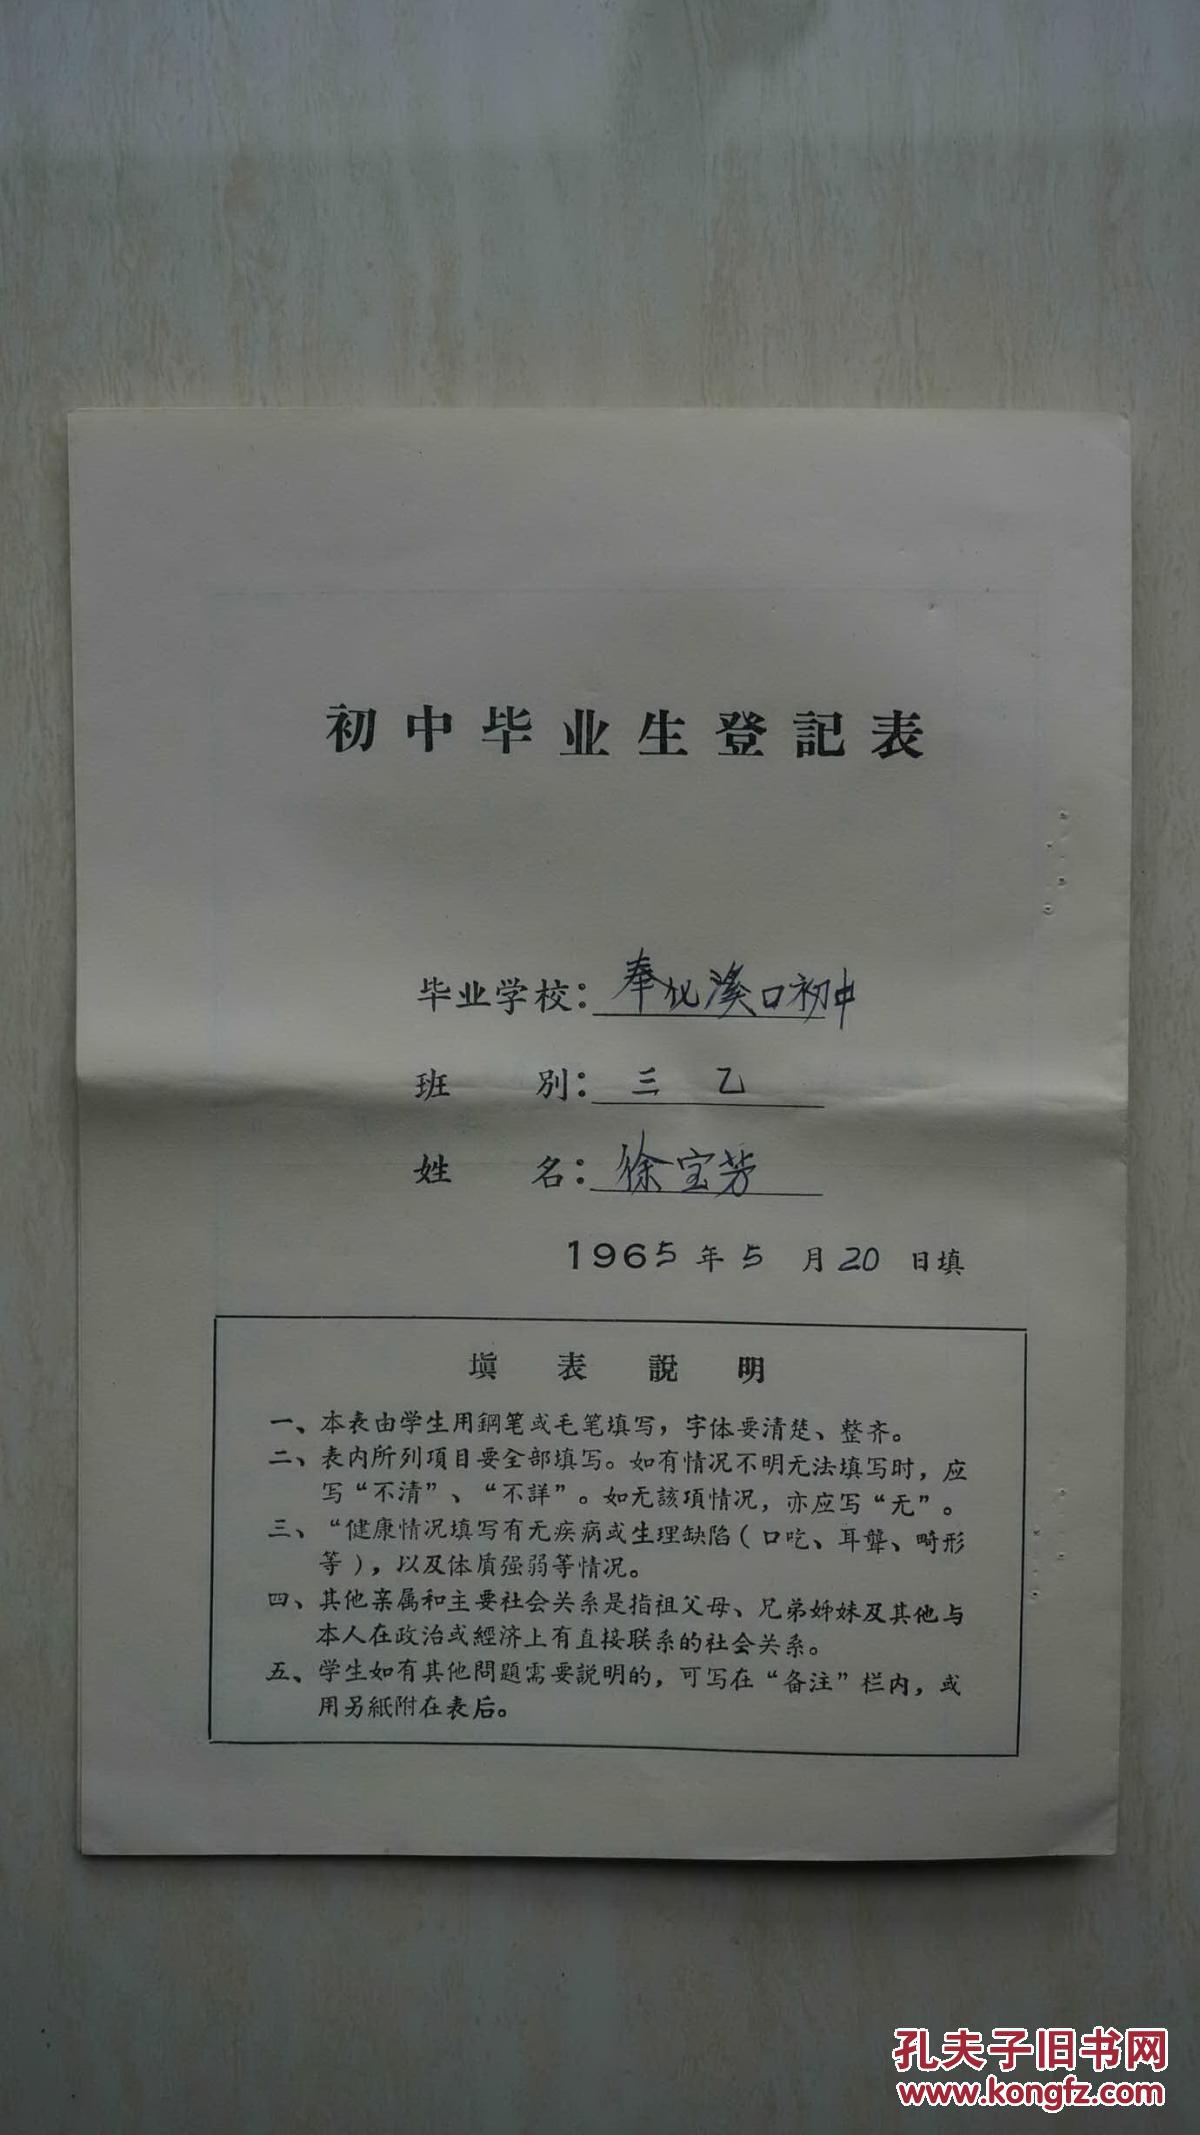 初中毕业生登記表
毕业学校：奉化溪口初中
班　　別：三　乙
姓　　名：徐宝芳
1965年5月20日填
填表說明
一、本表由学生用鋼笔或毛笔填写，字体要清楚、整齐。
二、表内所列項目要全部填写。如有情况不明无法填写时，应
写“不清”、“不詳”。如无該項情况，亦应写“无”。
三、“健康情况填写有无疾病或生理缺陷（口吃、耳聾、畸形
等），以及体质强弱等情况。
四、其他亲属和主要社会关系是指祖父母、兄弟姊妹及其他与
本人在政治或經济上有直接联系的社会关系。
五、学生如有其他問題需要説明的，可写在“备注”栏内，或
用另紙附在表后。
孔夫子旧书网
www.kongfz.com